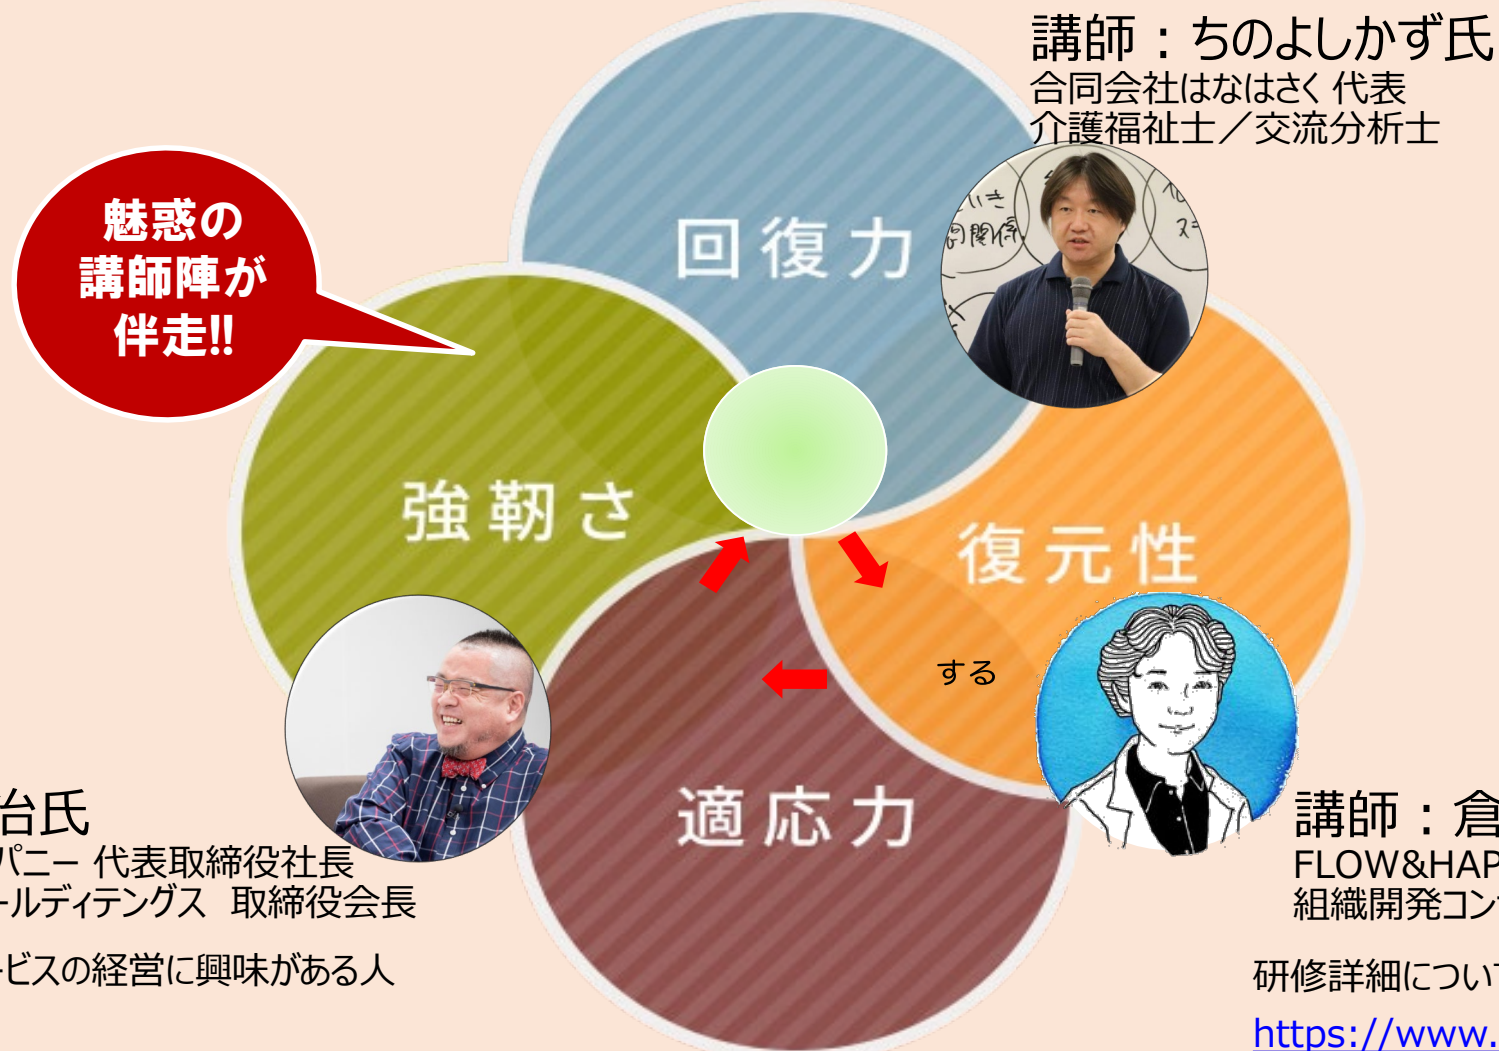 講師：ちのよしかず氏
合同会社はなはさく 代表
介護福祉士／交流分析士
魅惑の
講師陣が
伴走!!
回復力
強靭さ
復元性
する
適応力
治氏
パニー 代表取締役社長
ールディテングス 取締役会長
ービスの経営に興味がある人
講師：倉
FLOW&HAP
組織開発コン
研修詳細につい
https://www.